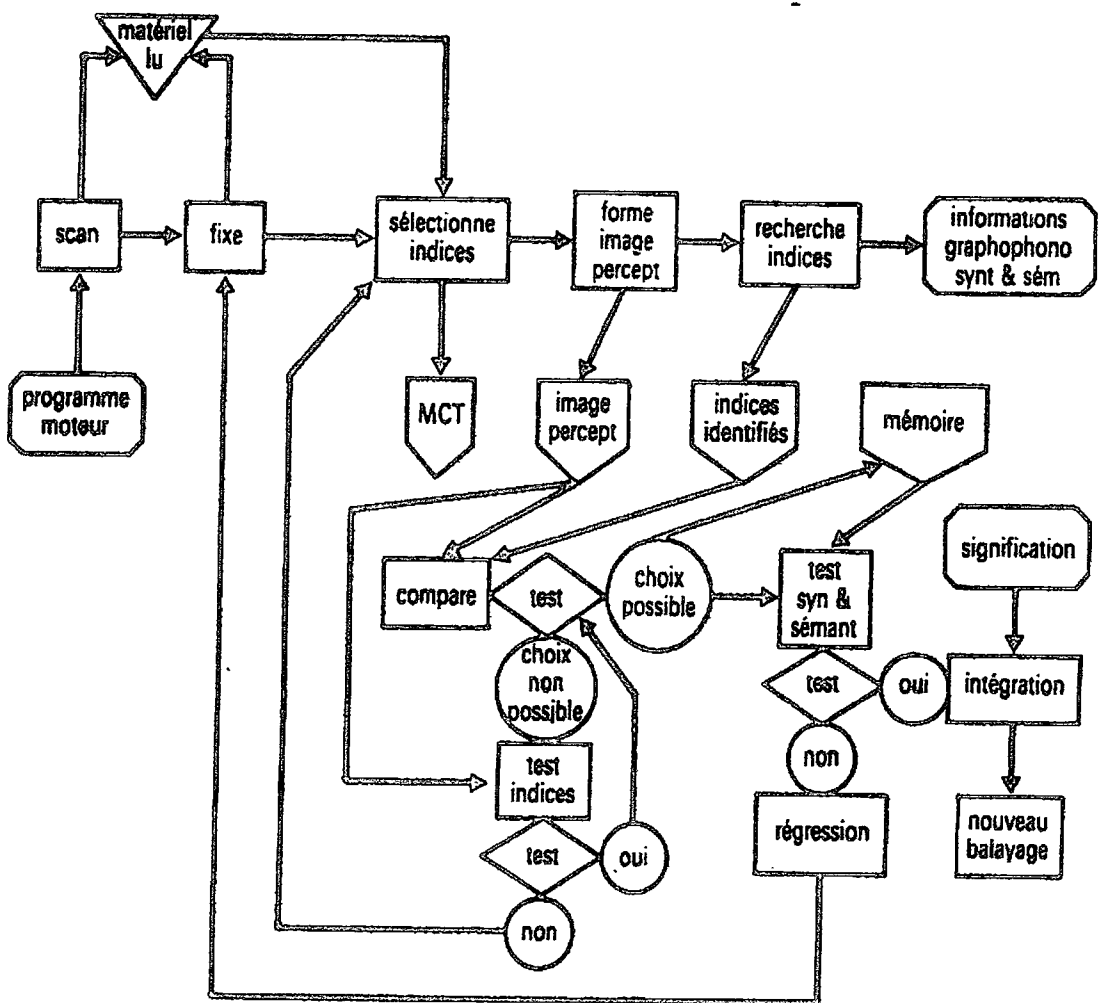 matériel
lu
scan
fixe
sélectionne
indices
forme
image
percept
recherche
indices
informations
graphophono
synt & sém
programme
moteur
MCT
image
percept
indices
identifiés
mémoire
signification
compare
test
choix
possible
test
syn &
sémant
choix
non
possible
test
oui
intégration
test
indices
non
régression
nouveau
balayage
test
oui
non